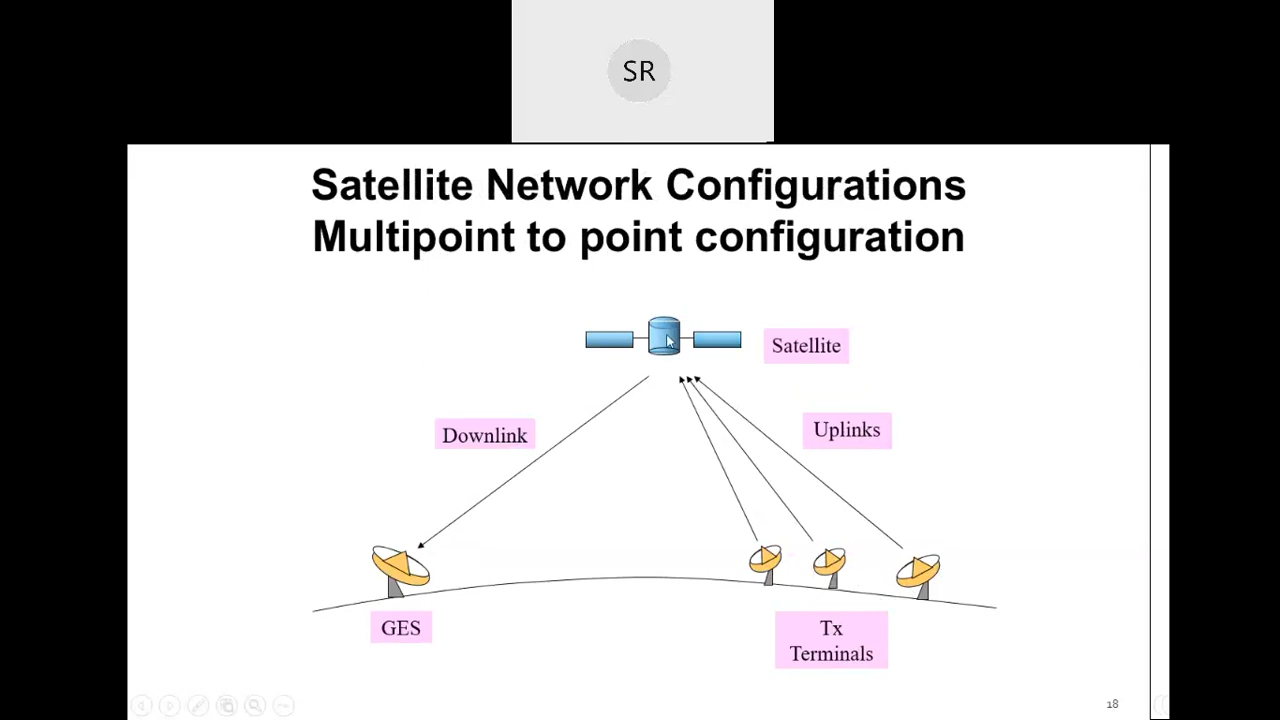 SR
Satellite Network Configurations
Multipoint to point configuration
Satellite
Downlink
Uplinks
GES
Tx
Terminals
18